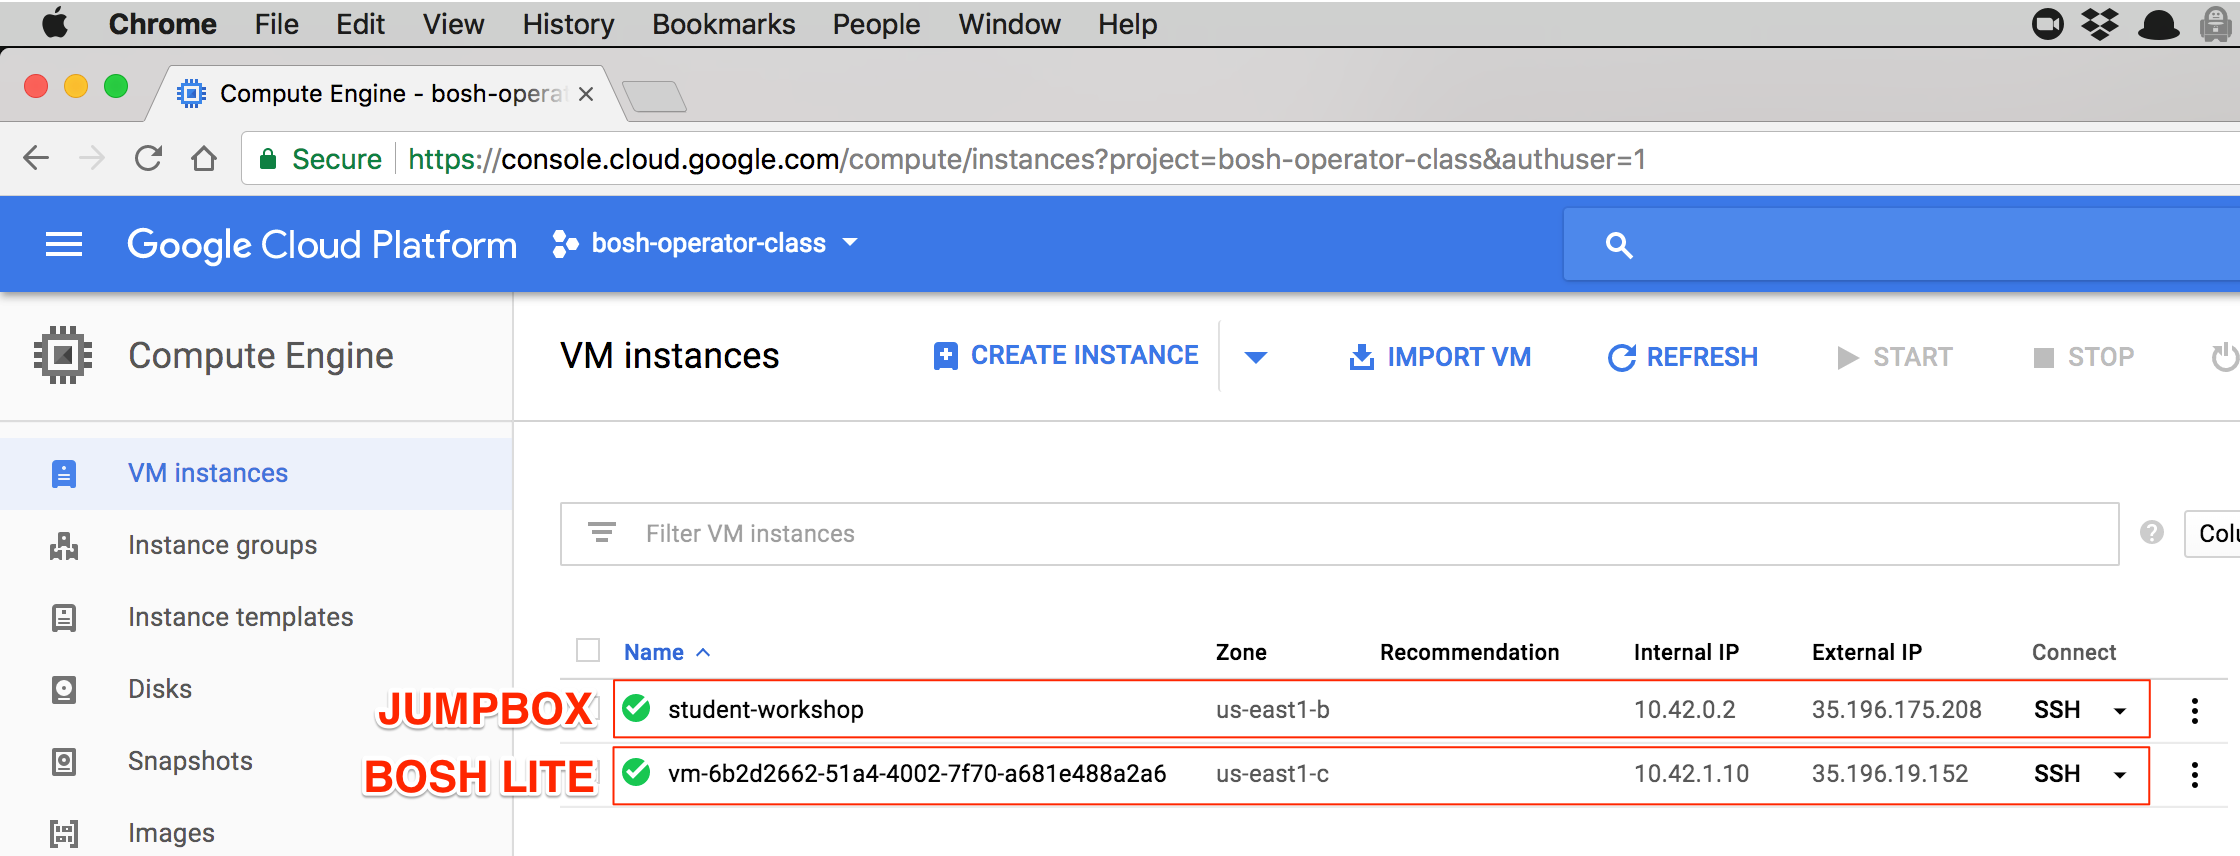 Chrome File Edit View History Bookmarks People Window Help
Compute Engine - bosh-operat
Secure https://console.cloud.google.com/compute/instances?project=bosh-operator-class&authuser=1
Google Cloud Platform bosh-operator-class
Compute Engine
VM instances CREATE INSTANCE IMPORT VM REFRESH START STOP
VM instances
Instance groups
Instance templates
Disks
Snapshots
Images
Filter VM instances ? Colu
Name Zone Recommendation Internal IP External IP Connect
JUMPBOX student-workshop us-east1-b 10.42.0.2 35.196.175.208 SSH
BOSH LITE vm-6b2d2662-51a4-4002-7f70-a681e488a2a6 us-east1-c 10.42.1.10 35.196.19.152 SSH